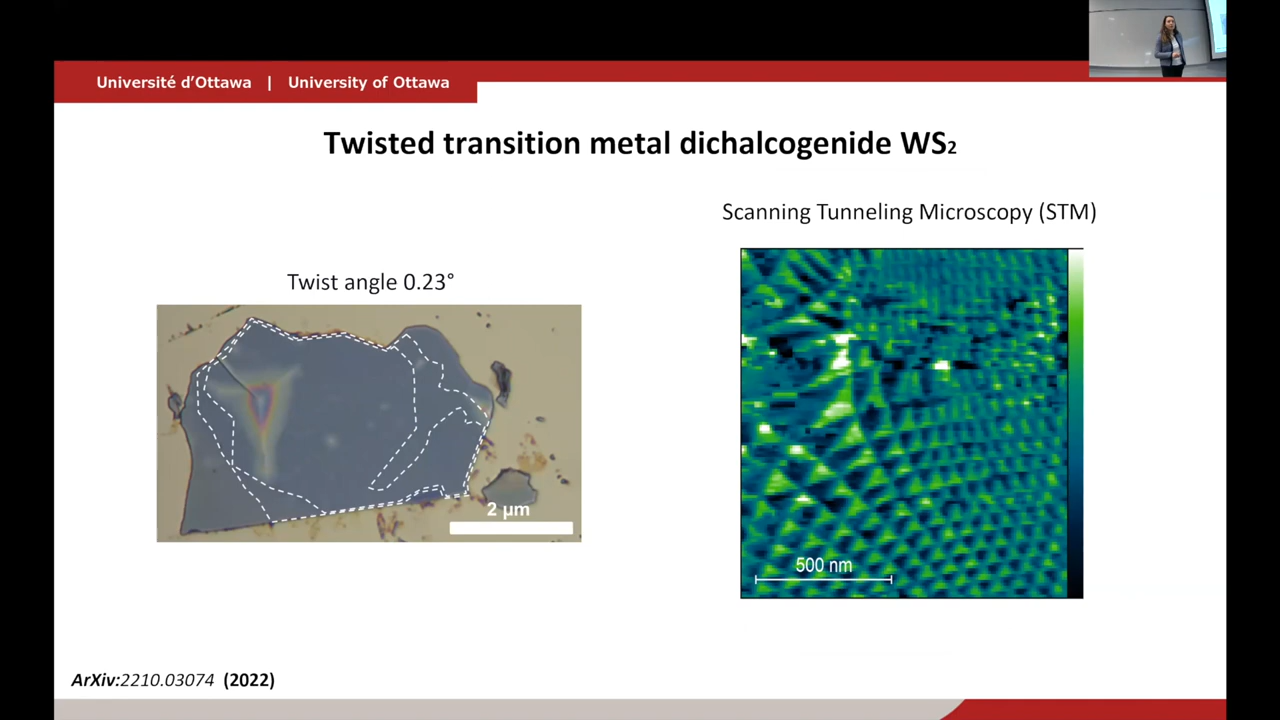 Université d'Ottawa | University of Ottawa
Twisted transition metal dichalcogenide WS₂
Scanning Tunneling Microscopy (STM)
Twist angle 0.23°
2 µm
500 nm
ArXiv:2210.03074 (2022)